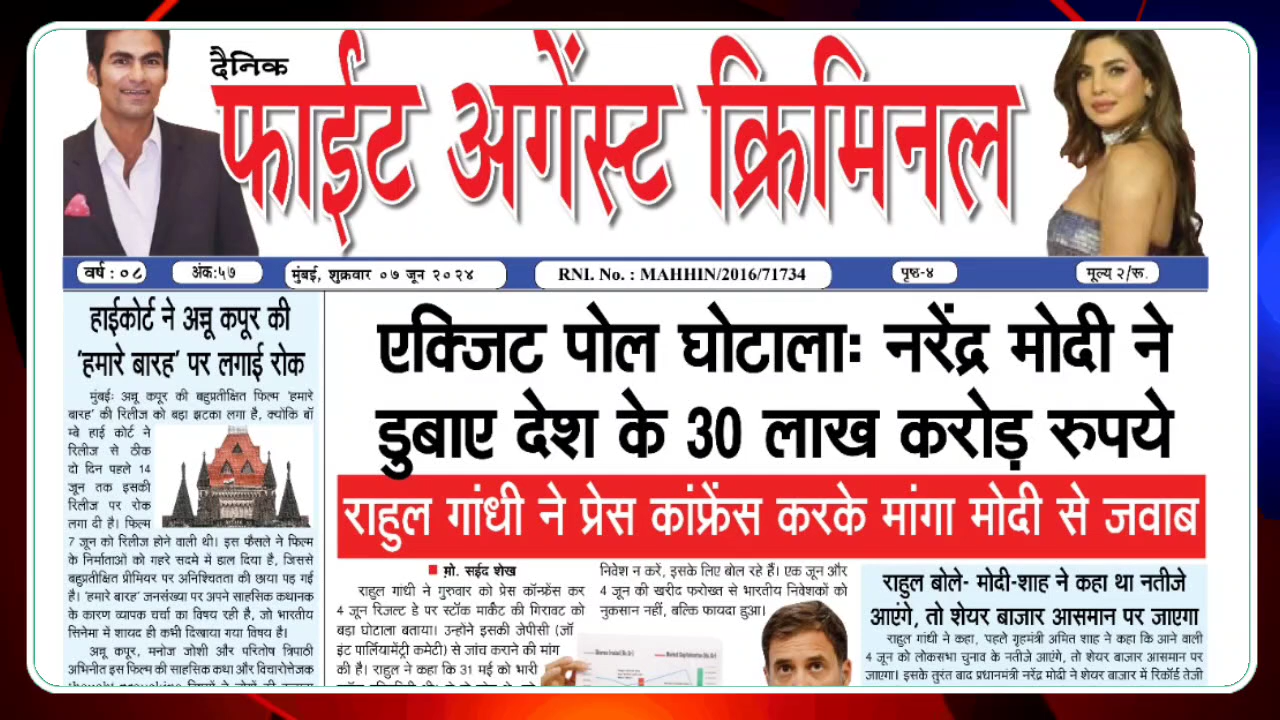 दैनिक
फाईट अगेंस्ट क्रिमिनल
वर्ष : ०८
अंक:५७
मुंबई, शुक्रवार ०७ जून २०२४
RNI. No. : MAHHIN/2016/71734
पृष्ठ-४
मूल्य २/रू.
हाईकोर्ट ने अन्नू कपूर की
'हमारे बारह' पर लगाई रोक
मुंबईः अन्नू कपूर की बहुप्रतीक्षित फिल्म 'हमारे
बारह' की रिलीज को बड़ा झटका लगा है, क्योंकि बॉ
म्बे हाई कोर्ट ने
रिलीज से ठीक
दो दिन पहले 14
जून तक इसकी
रिलीज पर रोक
लगा दी है। फिल्म
7 जून को रिलीज होने वाली थी। इस फैसले ने फिल्म
के निर्माताओं को गहरे सदमे में डाल दिया है, जिससे
बहुप्रतीक्षित प्रीमियर पर अनिश्चितता की छाया पड़ गई
है। 'हमारे बारह' जनसंख्या पर अपने साहसिक कथानक
के कारण व्यापक चर्चा का विषय रही है, जो भारतीय
सिनेमा में शायद ही कभी दिखाया गया विषय है।
अन्नू कपूर, मनोज जोशी और परितोष त्रिपाठी
अभिनीत इस फिल्म की साहसिक कथा और विचारोत्तेजक
एक्जिट पोल घोटालाः नरेंद्र मोदी ने
डुबाए देश के 30 लाख करोड़ रुपये
राहुल गांधी ने प्रेस कांफ्रेंस करके मांगा मोदी से जवाब
मो. सईद शेख
राहुल गांधी ने गुरुवार को प्रेस कॉन्फ्रेंस कर
4 जून रिजल्ट डे पर स्टॉक मार्केट की गिरावट को
बड़ा घोटाला बताया। उन्होंने इसकी जेपीसी (जॉ
इंट पार्लियामेंट्री कमेटी) से जांच कराने की मांग
की है। राहुल ने कहा कि 31 मई को भारी
निवेश न करें, इसके लिए बोल रहे हैं। एक जून और
4 जून की खरीद फरोख्त से भारतीय निवेशकों को
नुकसान नहीं, बल्कि फायदा हुआ।
राहुल बोले- मोदी-शाह ने कहा था नतीजे
आएंगे, तो शेयर बाजार आसमान पर जाएगा
राहुल गांधी ने कहा, 'पहले गृहमंत्री अमित शाह ने कहा कि आने वाली
4 जून को लोकसभा चुनाव के नतीजे आएंगे, तो शेयर बाजार आसमान पर
जाएगा। इसके तुरंत बाद प्रधानमंत्री नरेंद्र मोदी ने शेयर बाजार में रिकॉर्ड तेजी